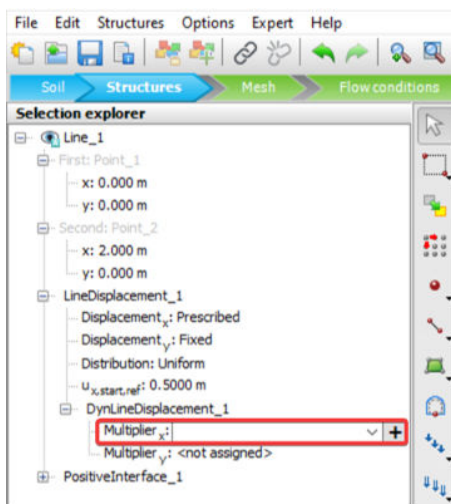 File Edit Structures Options Expert Help
Soil Structures Mesh Flow conditions
Selection explorer
Line_1
First: Point_1
x: 0.000 m
y: 0.000 m
Second: Point_2
x: 2.000 m
y: 0.000 m
LineDisplacement_1
Displacementx: Prescribed
Displacementy: Fixed
Distribution: Uniform
ux,start,ref: 0.5000 m
DynLineDisplacement_1
Multiplierx:
Multipliery: <not assigned>
PositiveInterface_1